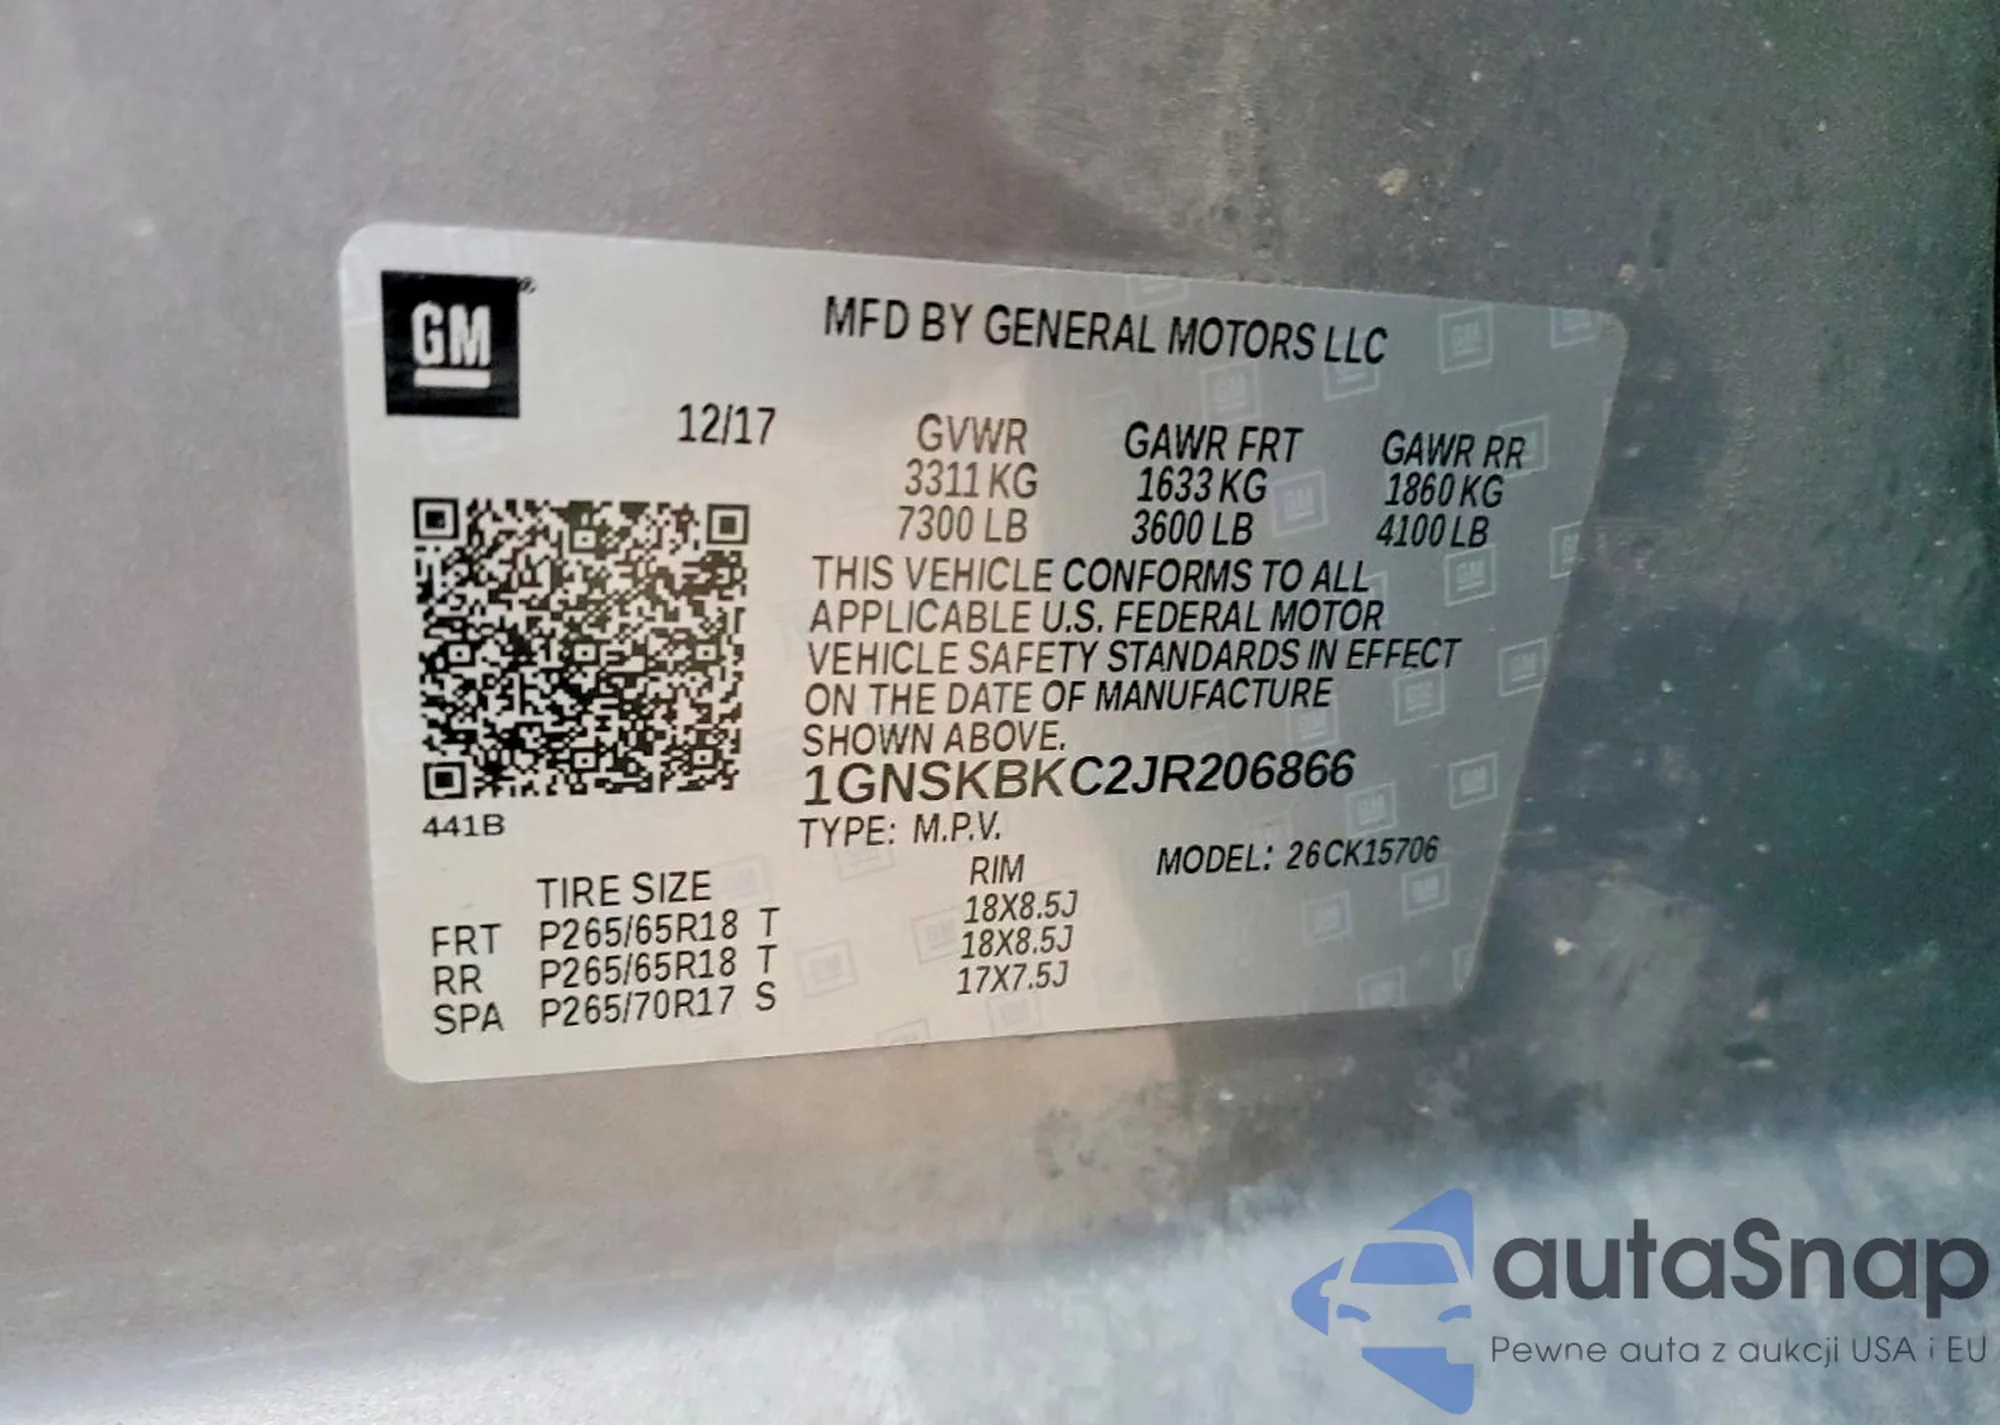 GM
MFD BY GENERAL MOTORS LLC
12/17
GVWR GAWR FRT GAWR RR
3311 KG 1633 KG 1860 KG
7300 LB 3600 LB 4100 LB
THIS VEHICLE CONFORMS TO ALL
APPLICABLE U.S. FEDERAL MOTOR
VEHICLE SAFETY STANDARDS IN EFFECT
ON THE DATE OF MANUFACTURE
SHOWN ABOVE.
1GNSKBKC2JR206866
441B
TYPE: M.P.V.
MODEL: 26CK15706
TIRE SIZE RIM
FRT P265/65R18 T 18X8.5J
RR P265/65R18 T 18X8.5J
SPA P265/70R17 S 17X7.5J
autaSnap
Pewne auta z aukcji USA i EU